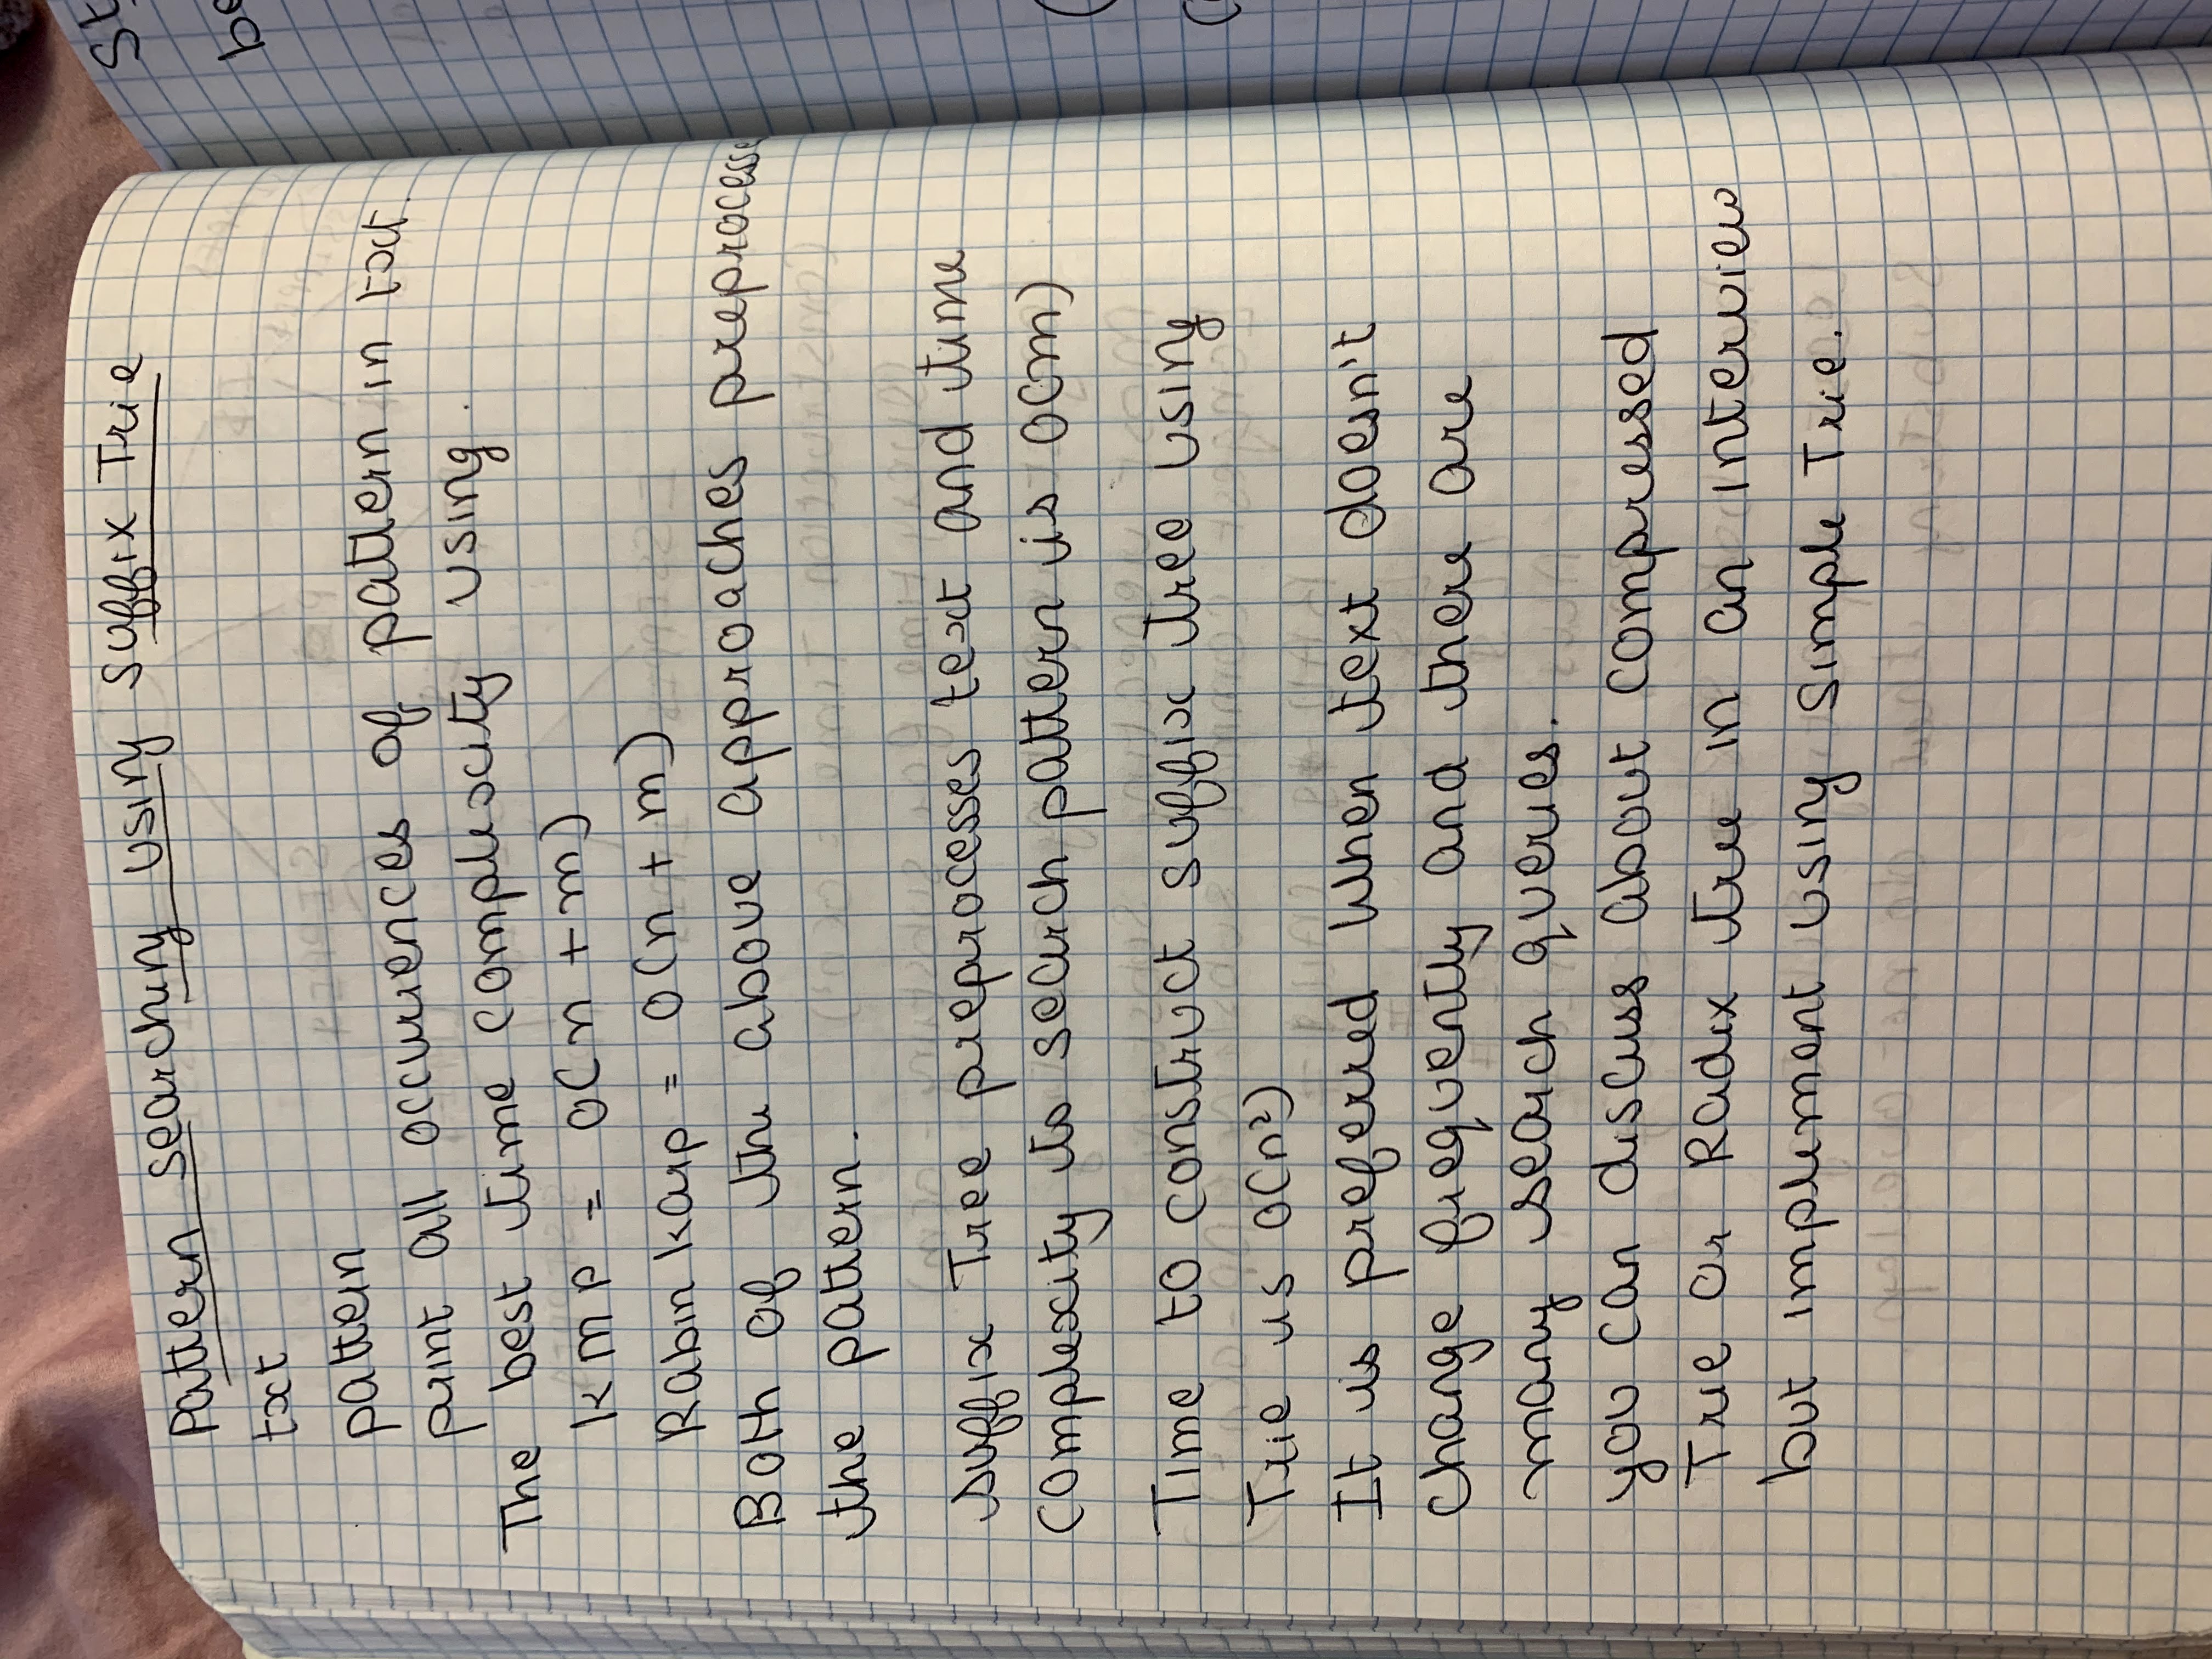 Pattern searching using Suffix Trie
txt
pattern
print all occurrences of pattern in txt.
The best time complexity using.
KMP = O(n + m)
Rabin Karp = O(n + m)
Both of the above approaches preprocesse
the pattern.
Suffix Tree preprocesses text and time
complexity to search pattern is O(m)
Time to construct suffix tree using
Trie is O(n²)
It is preferred when text doesn't
change frequently and there are
many search queries.
you can discuss about compressed
Trie or Radix tree in an interview
but implement using simple Trie.
St
be